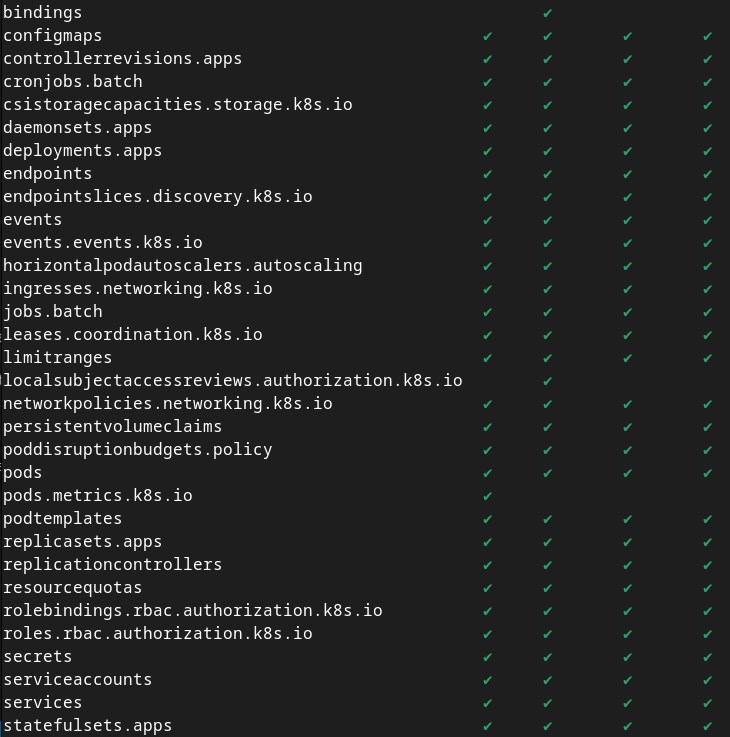 bindings ✔
configmaps ✔ ✔ ✔ ✔
controllerrevisions.apps ✔ ✔ ✔ ✔
cronjobs.batch ✔ ✔ ✔ ✔
csistoragecapacities.storage.k8s.io ✔ ✔ ✔ ✔
daemonsets.apps ✔ ✔ ✔ ✔
deployments.apps ✔ ✔ ✔ ✔
endpoints ✔ ✔ ✔ ✔
endpointslices.discovery.k8s.io ✔ ✔ ✔ ✔
events ✔ ✔ ✔ ✔
events.events.k8s.io ✔ ✔ ✔ ✔
horizontalpodautoscalers.autoscaling ✔ ✔ ✔ ✔
ingresses.networking.k8s.io ✔ ✔ ✔ ✔
jobs.batch ✔ ✔ ✔ ✔
leases.coordination.k8s.io ✔ ✔ ✔ ✔
limitranges ✔ ✔ ✔ ✔
localsubjectaccessreviews.authorization.k8s.io ✔
networkpolicies.networking.k8s.io ✔ ✔ ✔ ✔
persistentvolumeclaims ✔ ✔ ✔ ✔
poddisruptionbudgets.policy ✔ ✔ ✔ ✔
pods ✔ ✔ ✔ ✔
pods.metrics.k8s.io ✔
podtemplates ✔ ✔ ✔ ✔
replicasets.apps ✔ ✔ ✔ ✔
replicationcontrollers ✔ ✔ ✔ ✔
resourcequotas ✔ ✔ ✔ ✔
rolebindings.rbac.authorization.k8s.io ✔ ✔ ✔ ✔
roles.rbac.authorization.k8s.io ✔ ✔ ✔ ✔
secrets ✔ ✔ ✔ ✔
serviceaccounts ✔ ✔ ✔ ✔
services ✔ ✔ ✔ ✔
statefulsets.apps ✔ ✔ ✔ ✔